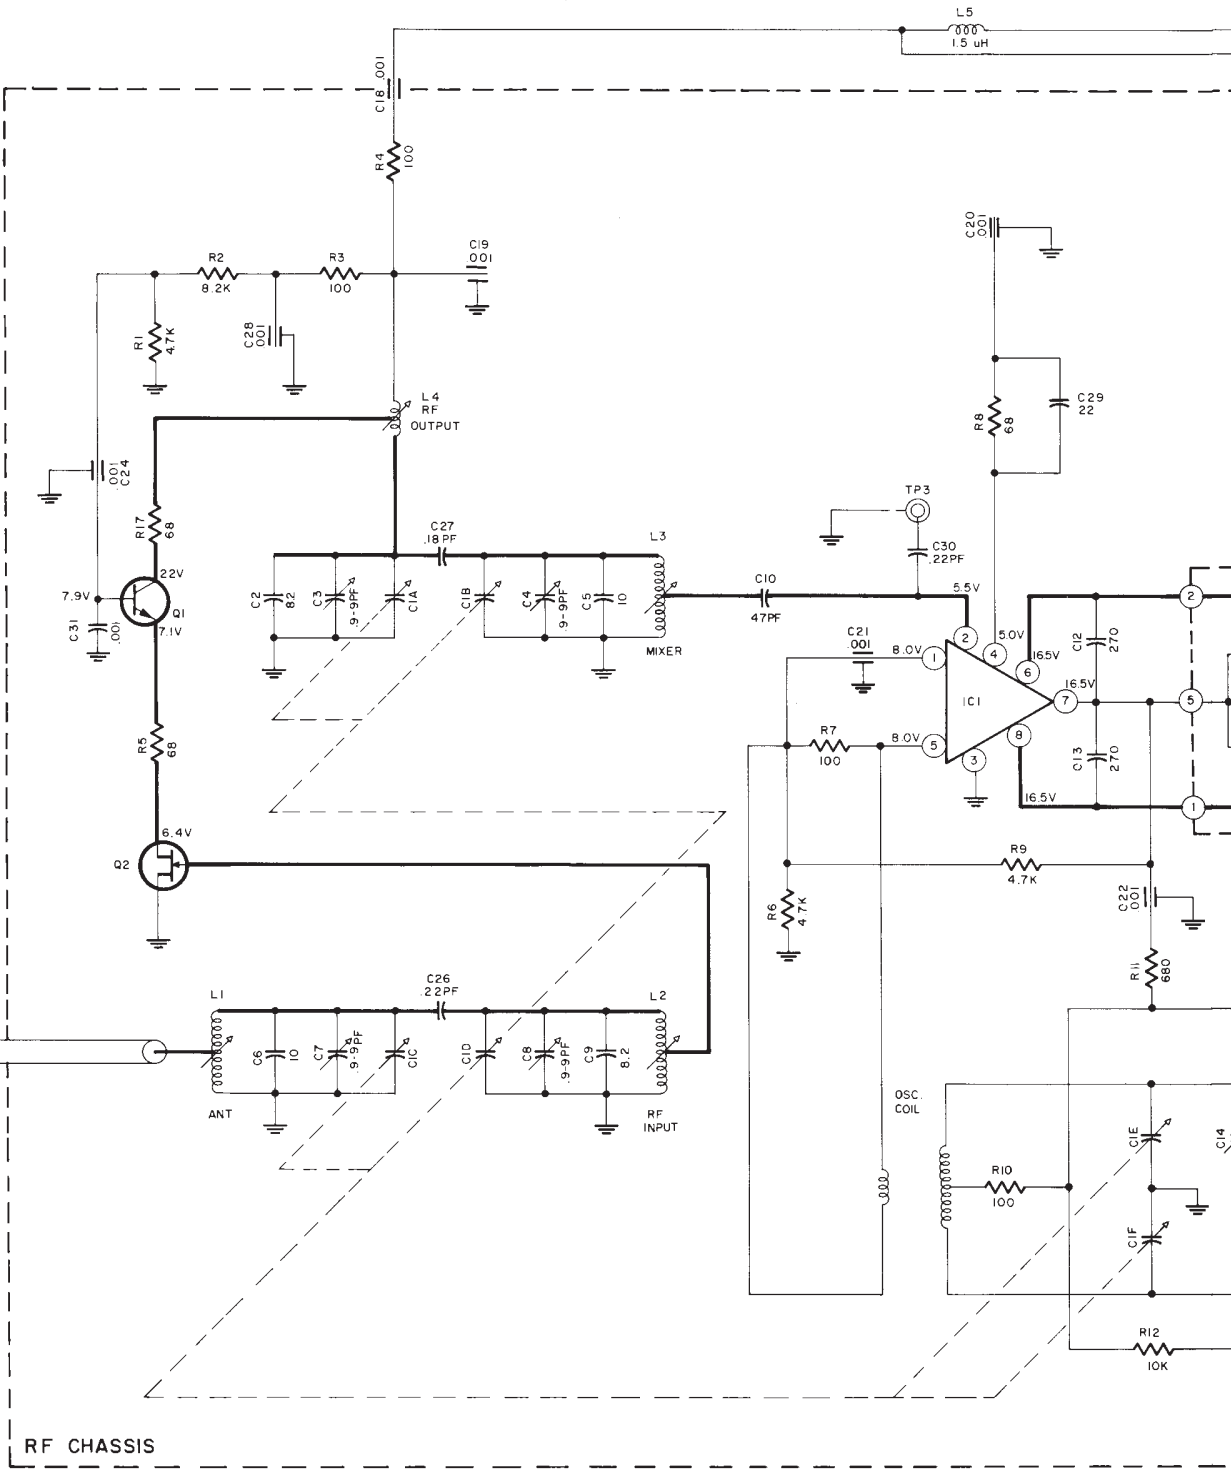 L5
1.5 uH
C18 .001
R4
100
C20
.001
C19
.001
R2
8.2K
R3
100
R1
4.7K
C28
.001
L4
RF
OUTPUT
C29
22
R8
68
.001
C24
TP3
R17
68
C27
.18PF
L3
C30
.22PF
22V
7.9V
Q1
7.1V
C31
.001
C2
82
C3
.9-9PF
C1A
C1B
C4
.9-9PF
C5
10
MIXER
C10
47PF
5.5V
2
C21
.001
8.0V
1
5.0V
4
16.5V
6
C12
270
2
IC1
16.5V
7
5
R7
100
8.0V
5
3
8
C13
270
16.5V
1
R5
68
6.4V
Q2
R9
4.7K
R6
4.7K
C22
.001
R11
680
L1
C26
.22PF
L2
C6
10
C7
.9-9PF
C1C
C1D
C8
.9-9PF
C9
8.2
ANT
RF
INPUT
OSC.
COIL
C1E
C14
R10
100
C1F
R12
10K
RF CHASSIS